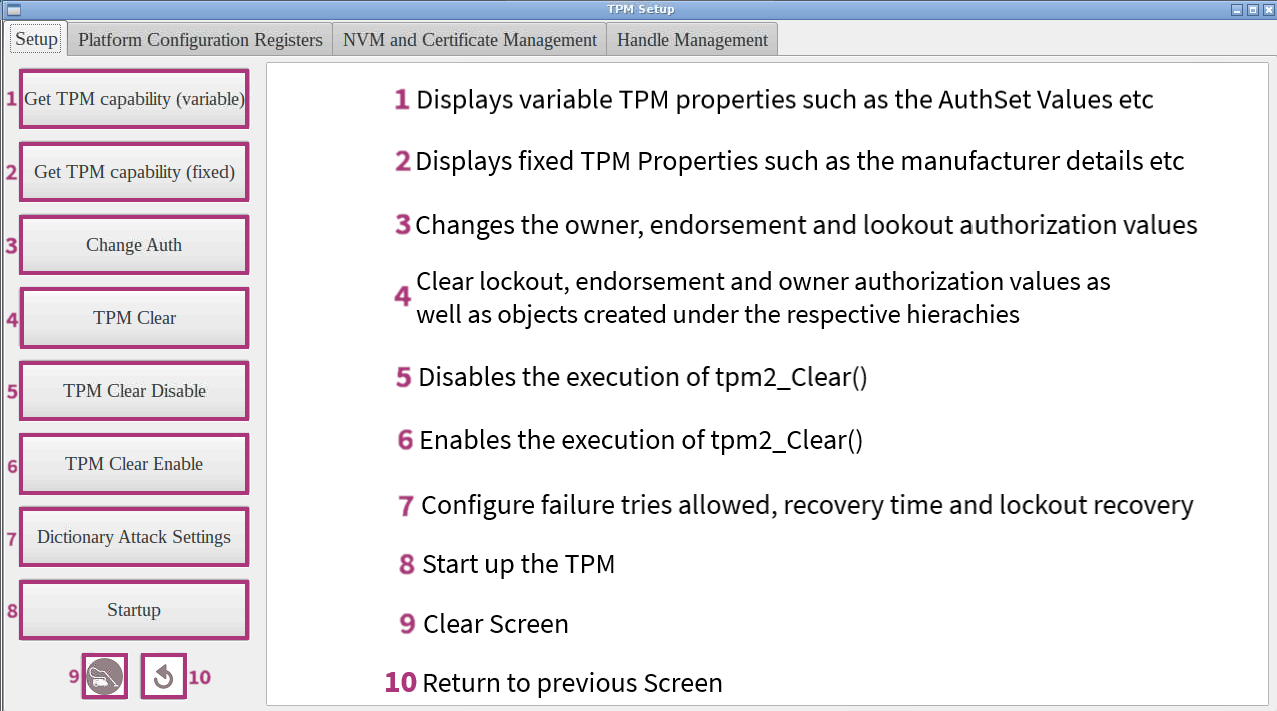 TPM Setup
Setup
Platform Configuration Registers
NVM and Certificate Management
Handle Management
1 Get TPM capability (variable)
2 Get TPM capability (fixed)
3 Change Auth
4 TPM Clear
5 TPM Clear Disable
6 TPM Clear Enable
7 Dictionary Attack Settings
8 Startup
9
10
1 Displays variable TPM properties such as the AuthSet Values etc
2 Displays fixed TPM Properties such as the manufacturer details etc
3 Changes the owner, endorsement and lookout authorization values
4 Clear lockout, endorsement and owner authorization values as
well as objects created under the respective hierachies
5 Disables the execution of tpm2_Clear()
6 Enables the execution of tpm2_Clear()
7 Configure failure tries allowed, recovery time and lockout recovery
8 Start up the TPM
9 Clear Screen
10 Return to previous Screen